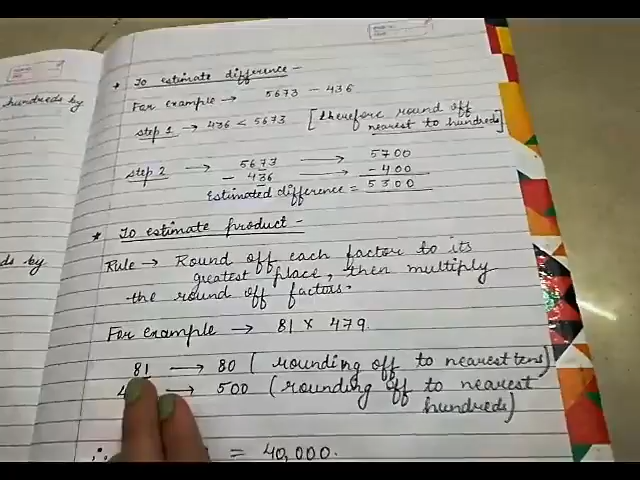 hundreds by
* To estimate difference -
For example → 5673 - 436
step 1 → 436 < 5673 [therefore round off
nearest to hundreds]
step 2 → 5673 → 5700
- 436 → - 400
Estimated difference = 5300
ds by
* To estimate product -
Rule → Round off each factor to its
greatest place, then multiply
the round off factors.
For example → 81 × 479.
81 → 80 (rounding off to nearest tens)
4 → 500 (rounding off to nearest
hundreds)
∴ = 40,000.